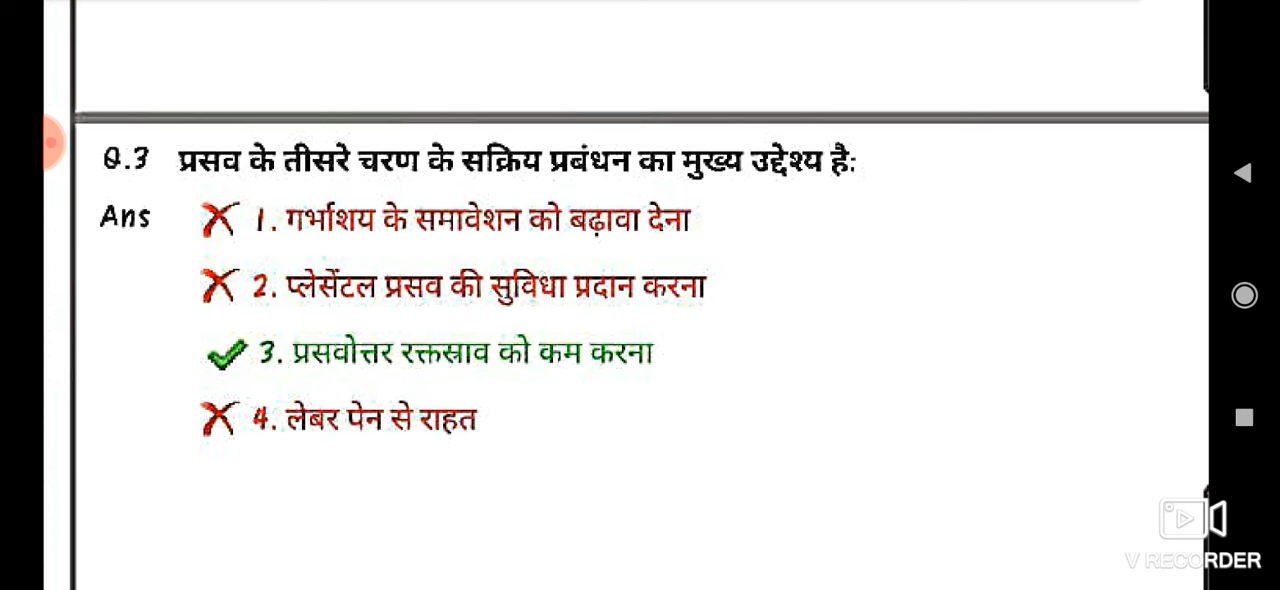 Q.3 प्रसव के तीसरे चरण के सक्रिय प्रबंधन का मुख्य उद्देश्य है:
Ans 1. गर्भाशय के समावेशन को बढ़ावा देना
2. प्लेसेंटल प्रसव की सुविधा प्रदान करना
3. प्रसवोत्तर रक्तस्राव को कम करना
4. लेबर पेन से राहत
V RECORDER